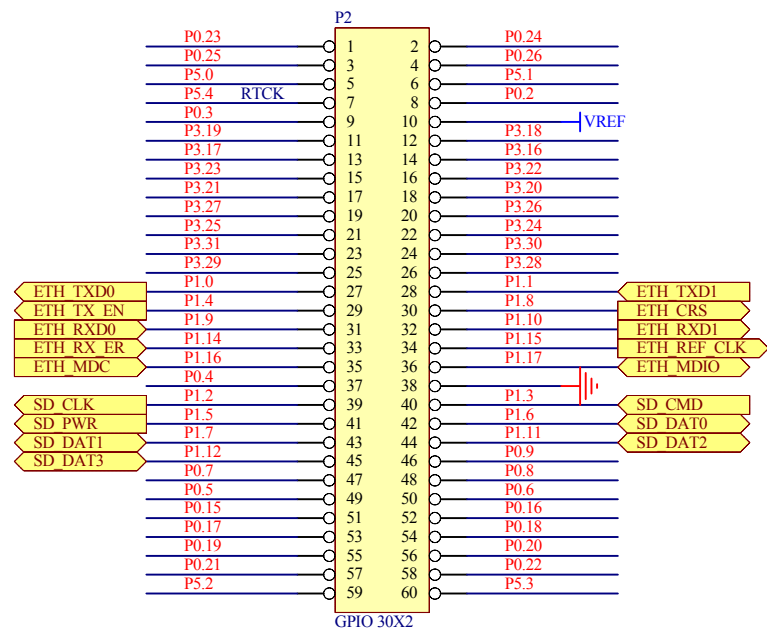 P2
P0.23 1 2 P0.24
P0.25 3 4 P0.26
P5.0 5 6 P5.1
P5.4 RTCK 7 8 P0.2
P0.3 9 10 VREF
P3.19 11 12 P3.18
P3.17 13 14 P3.16
P3.23 15 16 P3.22
P3.21 17 18 P3.20
P3.27 19 20 P3.26
P3.25 21 22 P3.24
P3.31 23 24 P3.30
P3.29 25 26 P3.28
ETH_TXD0 P1.0 27 28 P1.1 ETH_TXD1
ETH_TX_EN P1.4 29 30 P1.8 ETH_CRS
ETH_RXD0 P1.9 31 32 P1.10 ETH_RXD1
ETH_RX_ER P1.14 33 34 P1.15 ETH_REF_CLK
ETH_MDC P1.16 35 36 P1.17 ETH_MDIO
P0.4 37 38
SD_CLK P1.2 39 40 P1.3 SD_CMD
SD_PWR P1.5 41 42 P1.6 SD_DAT0
SD_DAT1 P1.7 43 44 P1.11 SD_DAT2
SD_DAT3 P1.12 45 46 P0.9
P0.7 47 48 P0.8
P0.5 49 50 P0.6
P0.15 51 52 P0.16
P0.17 53 54 P0.18
P0.19 55 56 P0.20
P0.21 57 58 P0.22
P5.2 59 60 P5.3
GPIO 30X2